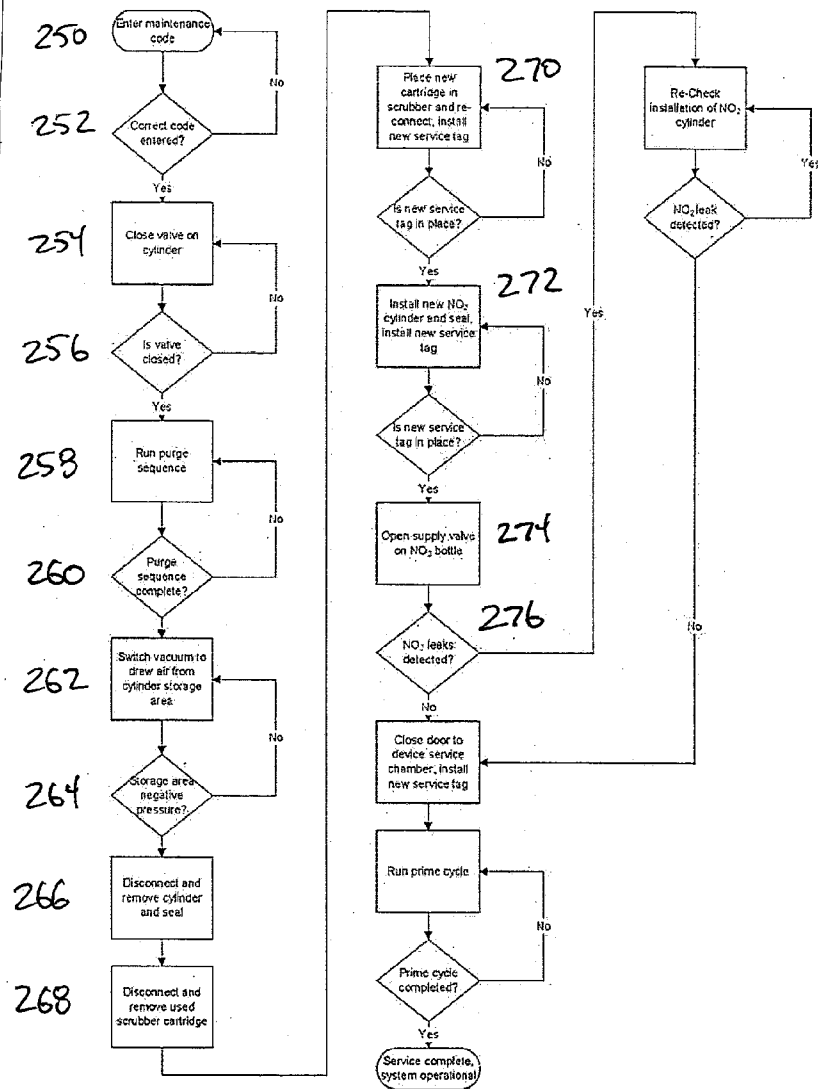 250
Enter maintenance
code
No
252
Correct code
entered?
Yes
254
Close valve on
cylinder
No
256
Is valve
closed?
Yes
258
Run purge
sequence
No
260
Purge
sequence
complete?
Yes
262
Switch vacuum to
draw air from
cylinder storage
area
No
264
Storage area
negative
pressure?
266
Disconnect and
remove cylinder
and seal
268
Disconnect and
remove used
scrubber cartridge
270
Place new
cartridge in
scrubber and re-
connect, install
new service tag
No
Is new service
tag in place?
Yes
272
Install new NO₂
cylinder and seal,
install new service
tag
No
Is new service
tag in place?
Yes
274
Open supply valve
on NO₂ bottle
276
NO₂ leaks
detected?
Yes
No
Close door to
device service
chamber, install
new service tag
Run prime cycle
No
Prime cycle
completed?
Yes
Service complete,
system operational
Re-Check
installation of NO₂
cylinder
Yes
NO₂ leak
detected?
No